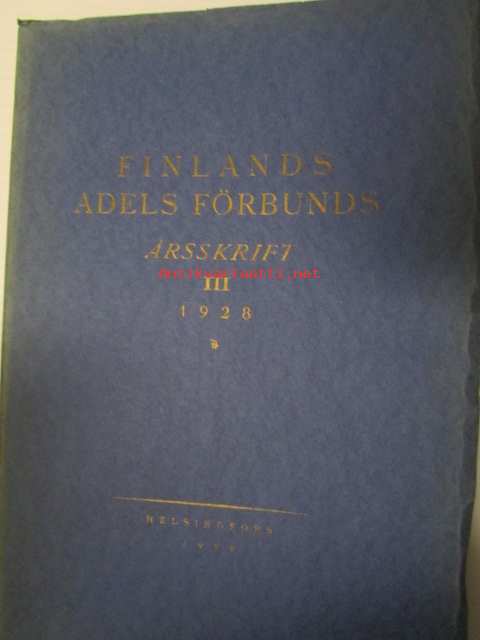 FINLANDS
ADELS FÖRBUNDS
ÅRSSKRIFT
antikvariaatti.net
III
1928
HELSINGFORS